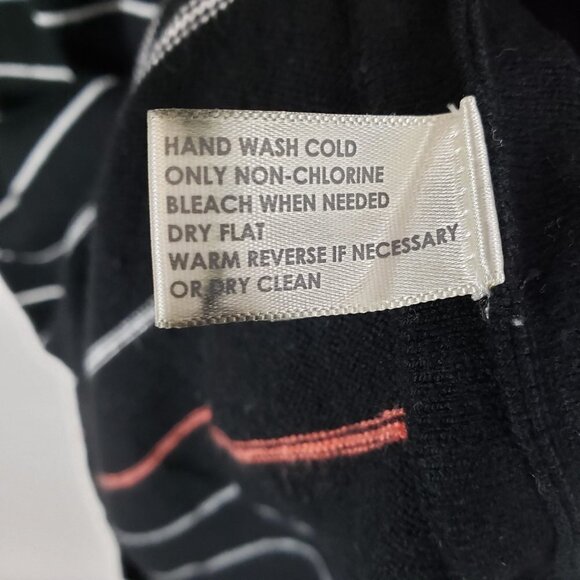 HAND WASH COLD
ONLY NON-CHLORINE
BLEACH WHEN NEEDED
DRY FLAT
WARM REVERSE IF NECESSARY
OR DRY CLEAN